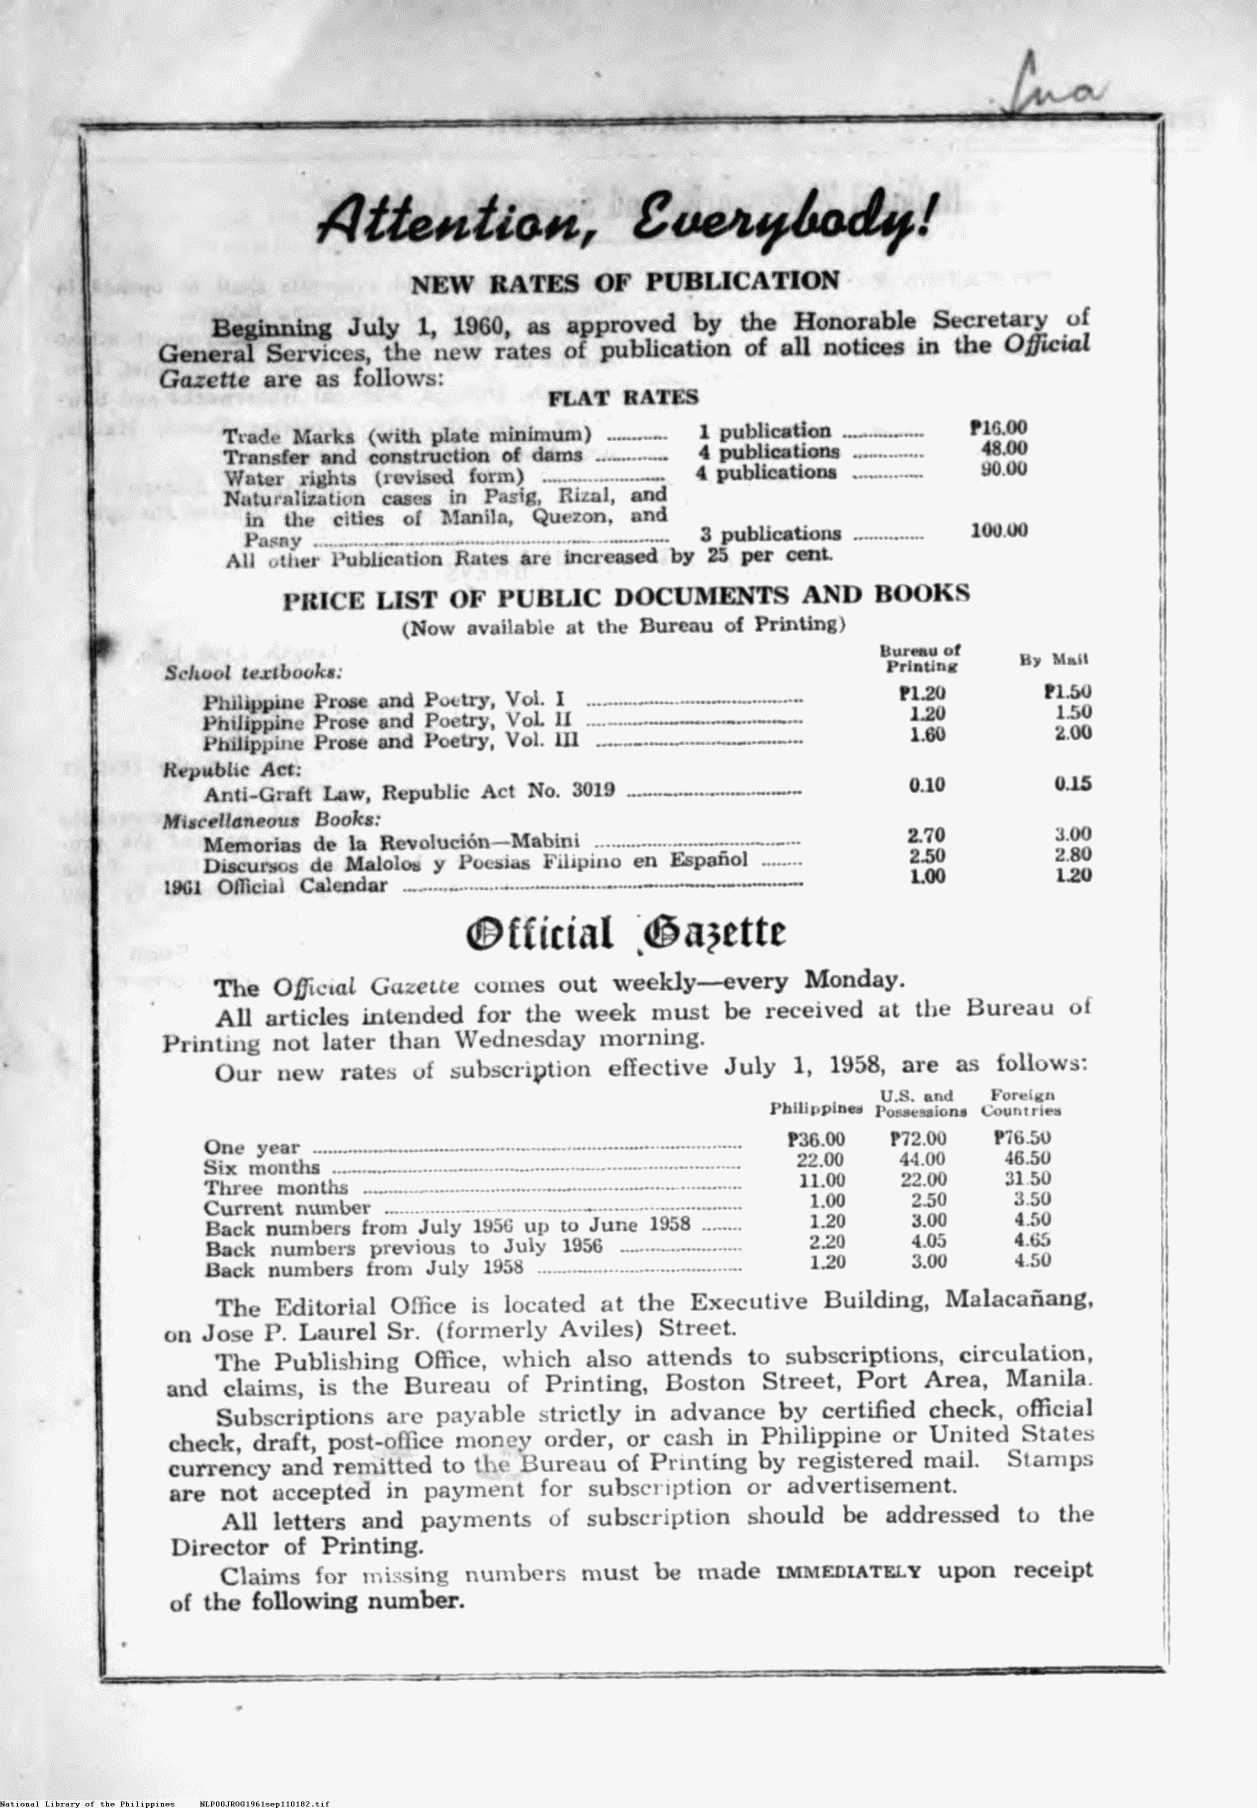 Attention, Everybody!
NEW RATES OF PUBLICATION
Beginning July 1, 1960, as approved by the Honorable Secretary of
General Services, the new rates of publication of all notices in the Official
Gazette are as follows:
FLAT RATES
Trade Marks (with plate minimum) ............ 1 publication ................ ₱16.00
Transfer and construction of dams .............. 4 publications .............. 48.00
Water rights (revised form) ........................ 4 publications .............. 90.00
Naturalization cases in Pasig, Rizal, and
in the cities of Manila, Quezon, and
Pasay ........................................................ 3 publications .............. 100.00
All other Publication Rates are increased by 25 per cent.
PRICE LIST OF PUBLIC DOCUMENTS AND BOOKS
(Now available at the Bureau of Printing)
Bureau of
Printing By Mail
School textbooks:
Philippine Prose and Poetry, Vol. I ............................................ ₱1.20 ₱1.50
Philippine Prose and Poetry, Vol. II ............................................ 1.20 1.50
Philippine Prose and Poetry, Vol. III .......................................... 1.60 2.00
Republic Act:
Anti-Graft Law, Republic Act No. 3019 ................................... 0.10 0.15
Miscellaneous Books:
Memorias de la Revolución—Mabini .......................................... 2.70 3.00
Discursos de Malolos y Poesias Filipino en Español ........ 2.50 2.80
1961 Official Calendar ................................................................ 1.00 1.20
Official Gazette
The Official Gazette comes out weekly—every Monday.
All articles intended for the week must be received at the Bureau of
Printing not later than Wednesday morning.
Our new rates of subscription effective July 1, 1958, are as follows:
U.S. and Foreign
Philippines Possessions Countries
One year ................................................................ ₱36.00 ₱72.00 ₱76.50
Six months ............................................................ 22.00 44.00 46.50
Three months ........................................................ 11.00 22.00 31.50
Current number .................................................... 1.00 2.50 3.50
Back numbers from July 1956 up to June 1958 ........ 1.20 3.00 4.50
Back numbers previous to July 1956 ........................ 2.20 4.05 4.65
Back numbers from July 1958 ........................................ 1.20 3.00 4.50
The Editorial Office is located at the Executive Building, Malacañang,
on Jose P. Laurel Sr. (formerly Aviles) Street.
The Publishing Office, which also attends to subscriptions, circulation,
and claims, is the Bureau of Printing, Boston Street, Port Area, Manila.
Subscriptions are payable strictly in advance by certified check, official
check, draft, post-office money order, or cash in Philippine or United States
currency and remitted to the Bureau of Printing by registered mail. Stamps
are not accepted in payment for subscription or advertisement.
All letters and payments of subscription should be addressed to the
Director of Printing.
Claims for missing numbers must be made IMMEDIATELY upon receipt
of the following number.
National Library of the Philippines NLPOGJROG1961sep110182.tif